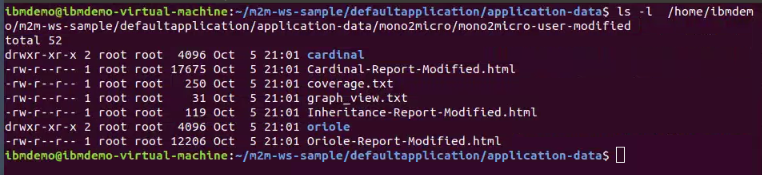 ibmdemo@ibmdemo-virtual-machine:~/m2m-ws-sample/defaultapplication/application-data$ ls -l  /home/ibmdem
o/m2m-ws-sample/defaultapplication/application-data/mono2micro/mono2micro-user-modified
total 52
drwxr-xr-x 2 root root  4096 Oct  5 21:01 cardinal
-rw-r--r-- 1 root root 17675 Oct  5 21:01 Cardinal-Report-Modified.html
-rw-r--r-- 1 root root   250 Oct  5 21:01 coverage.txt
-rw-r--r-- 1 root root    31 Oct  5 21:01 graph_view.txt
-rw-r--r-- 1 root root   119 Oct  5 21:01 Inheritance-Report-Modified.html
drwxr-xr-x 2 root root  4096 Oct  5 21:01 oriole
-rw-r--r-- 1 root root 12206 Oct  5 21:01 Oriole-Report-Modified.html
ibmdemo@ibmdemo-virtual-machine:~/m2m-ws-sample/defaultapplication/application-data$